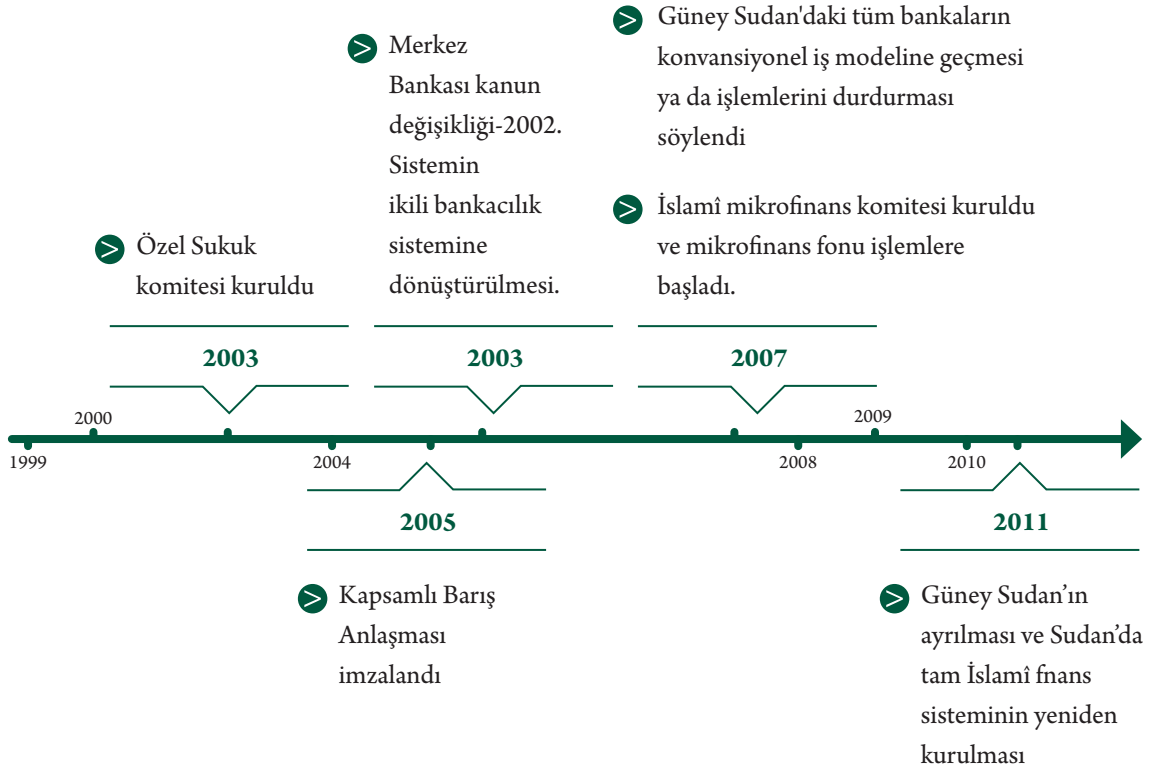 Özel Sukuk
komitesi kuruldu
2003
Merkez
Bankası kanun
değişikliği-2002.
Sistemin
ikili bankacılık
sistemine
dönüştürülmesi.
2003
Güney Sudan'daki tüm bankaların
konvansiyonel iş modeline geçmesi
ya da işlemlerini durdurması
söylendi
İslamî mikrofinans komitesi kuruldu
ve mikrofinans fonu işlemlere
başladı.
2007
2000
2009
1999
2004
2008
2010
2005
Kapsamlı Barış
Anlaşması
imzalandı
2011
Güney Sudan’ın
ayrılması ve Sudan’da
tam İslamî fnans
sisteminin yeniden
kurulması